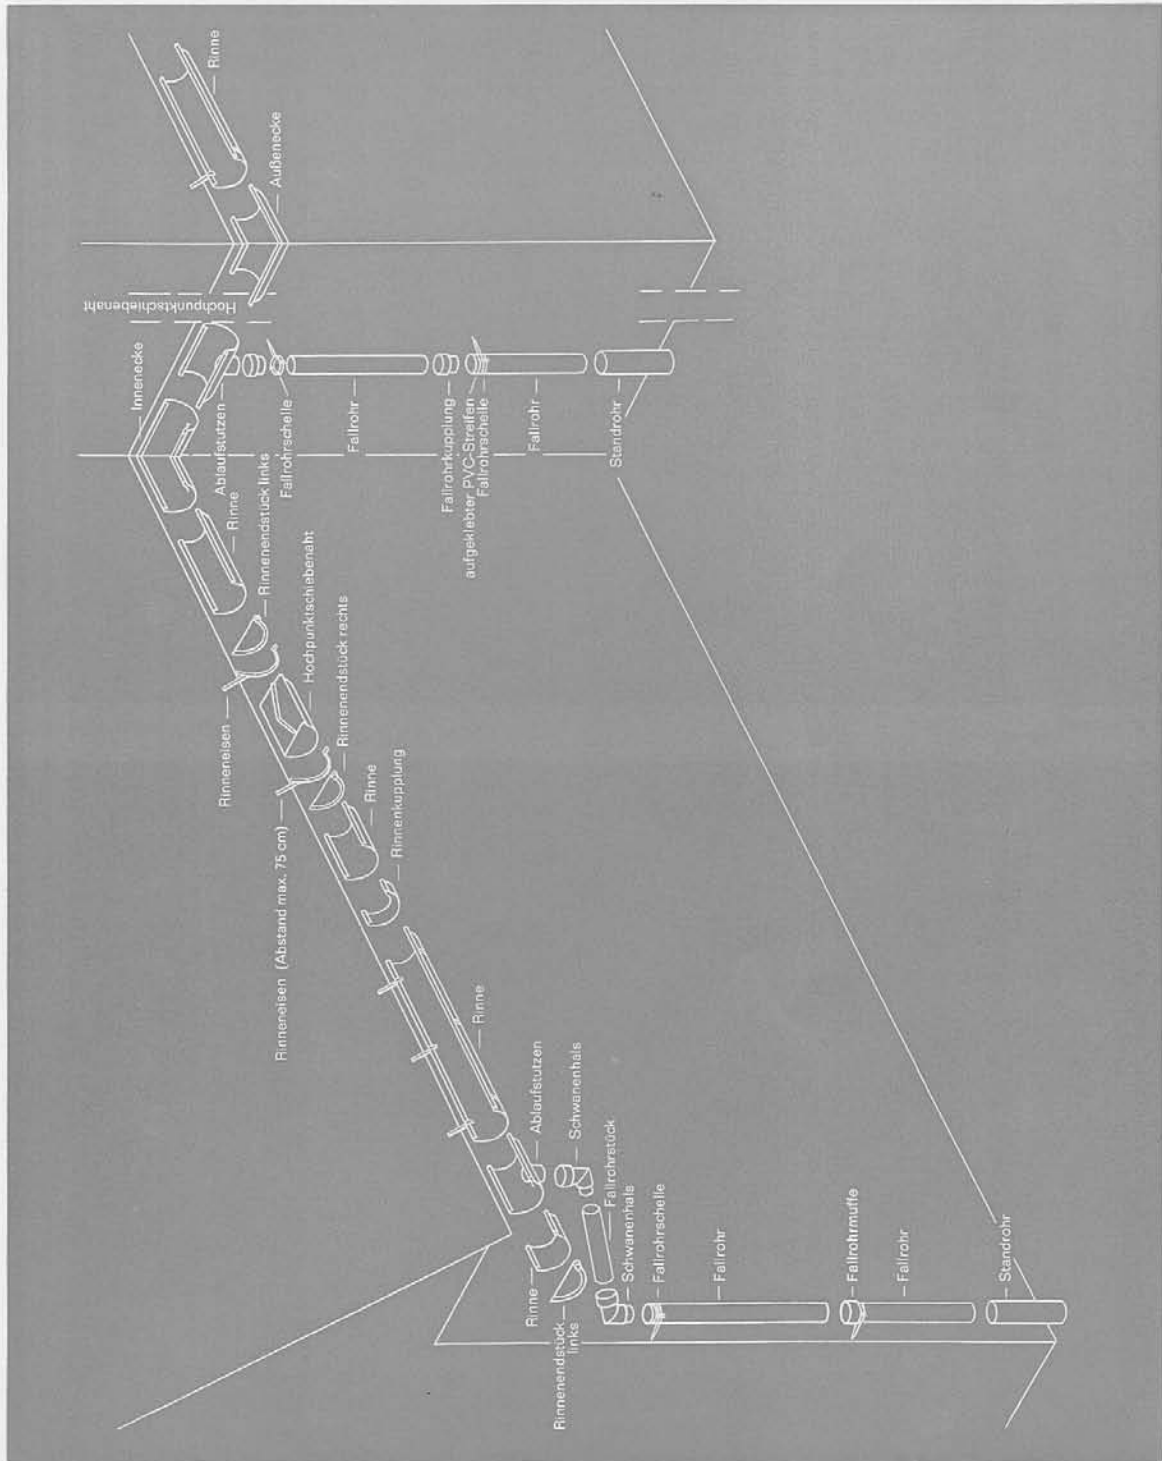 Rinne
Außenecke
Hochpunktschiebenaht
Innenecke
Ablaufstutzen
Rinne
Rinnenendstück links
Fallrohrschelle
Fallrohr
Fallrohrkupplung
aufgeklebter PVC-Streifen
Fallrohrschelle
Fallrohr
Standrohr
Hochpunktschiebenaht
Rinneneisen
Rinnenendstück rechts
Rinneneisen (Abstand max. 75 cm)
Rinne
Rinnenkupplung
Rinne
Ablaufstutzen
Schwanenhals
Fallrohrstück
Schwanenhals
Rinne
Rinnenendstück
links
Fallrohrschelle
Fallrohr
Fallrohrmuffe
Fallrohr
Standrohr